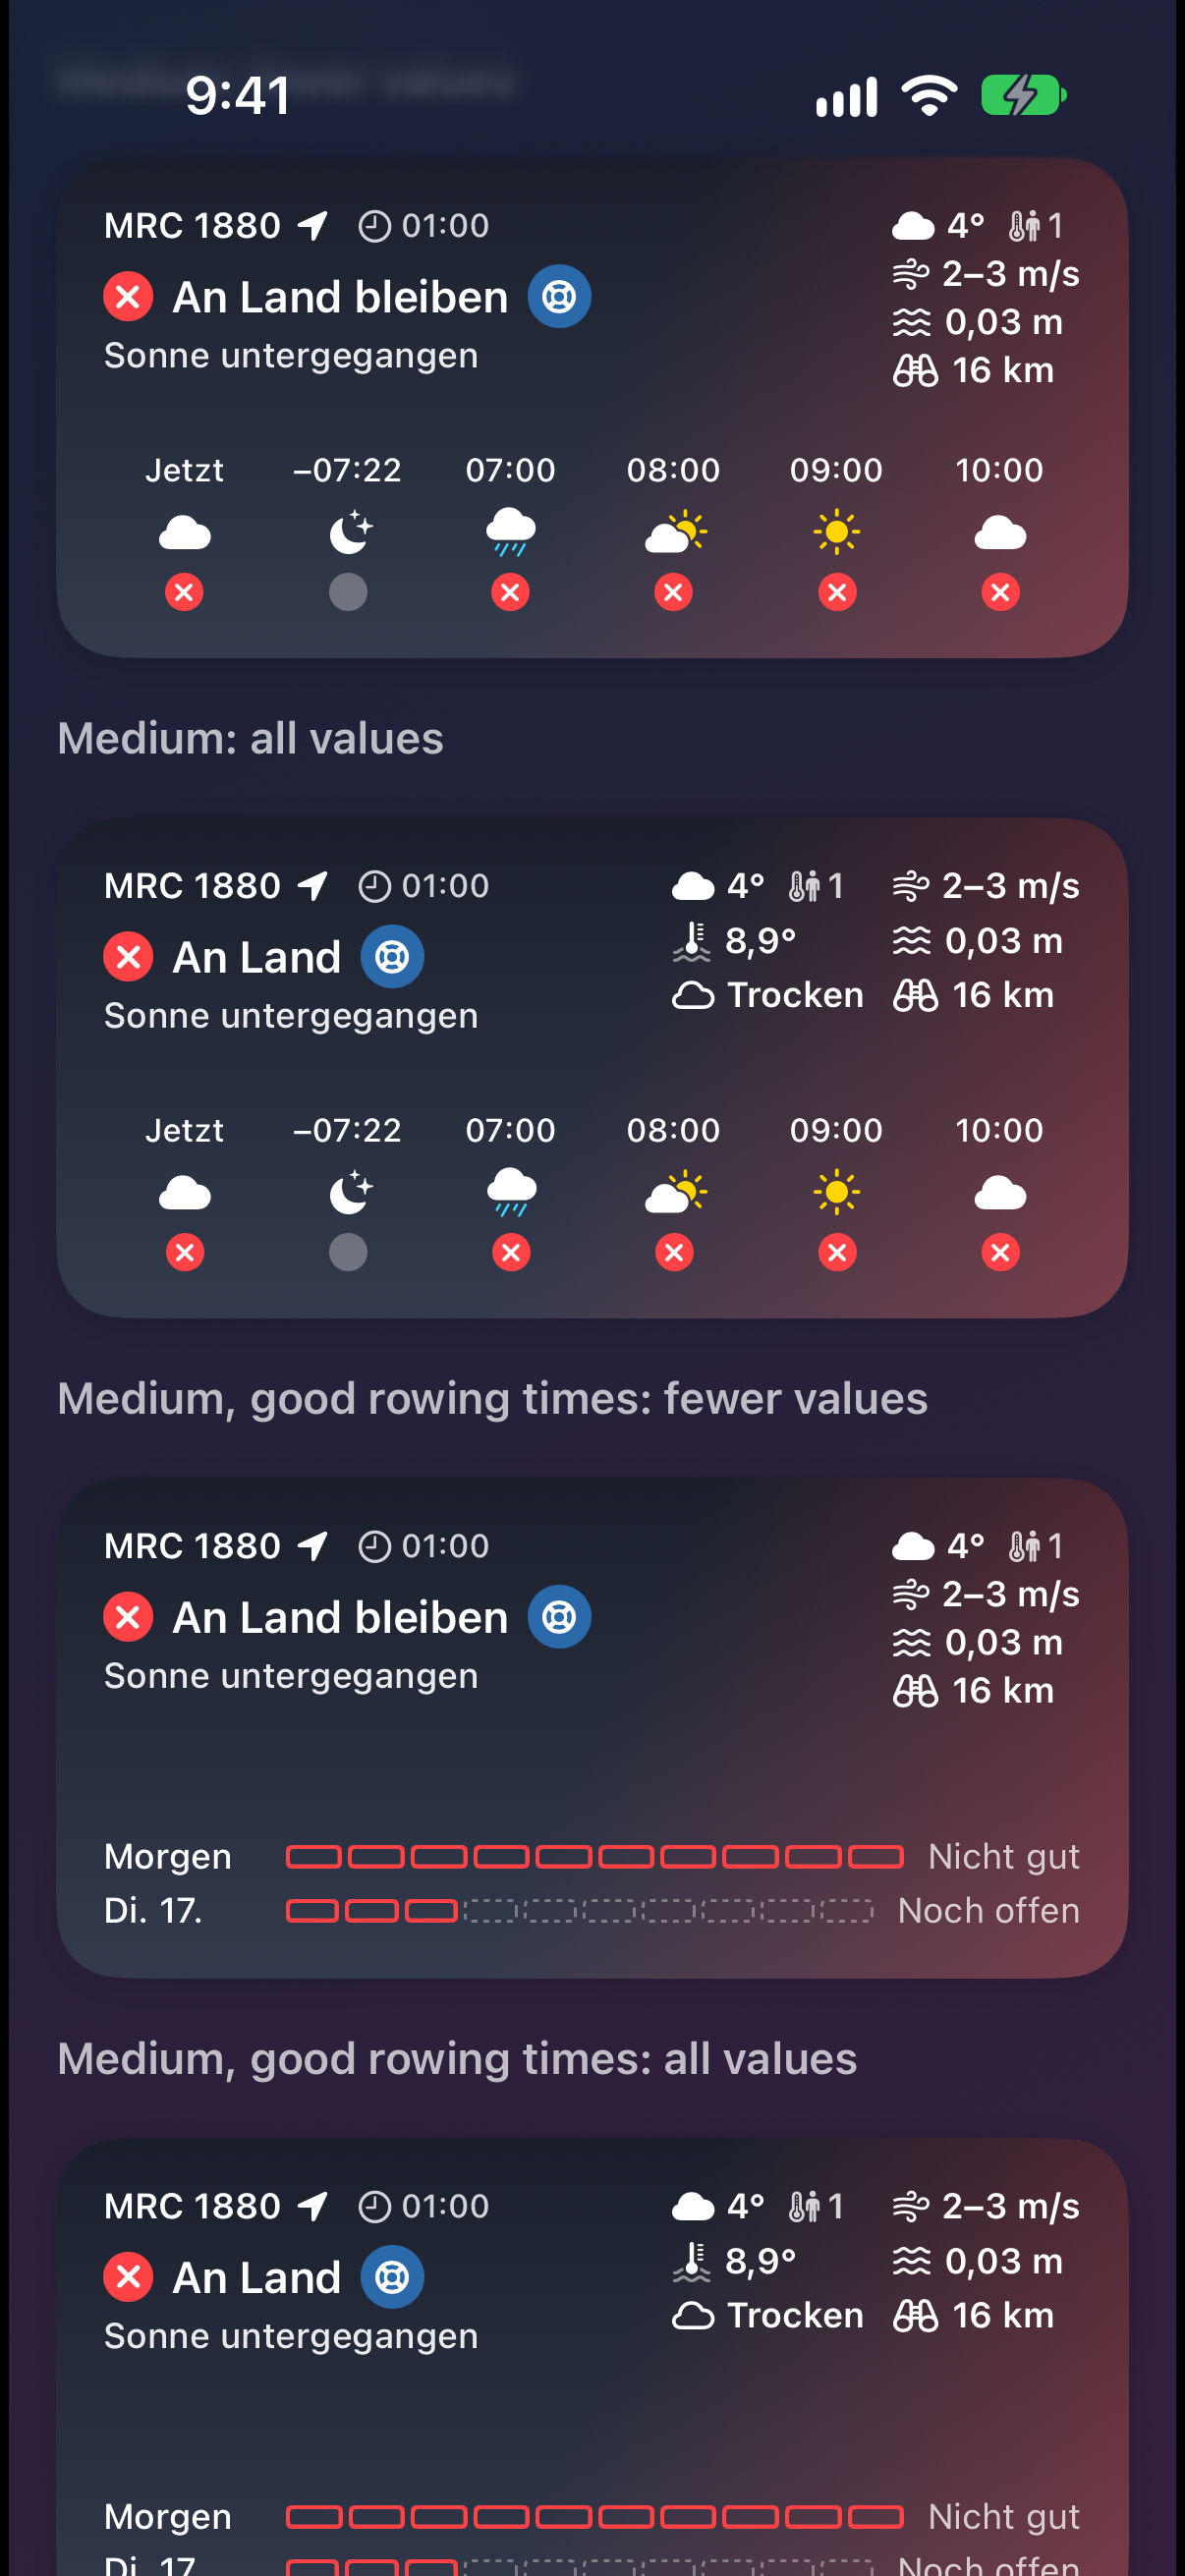 9:41
MRC 1880 01:00 4° 1
2–3 m/s
An Land bleiben
0,03 m
Sonne untergegangen
16 km
Jetzt –07:22 07:00 08:00 09:00 10:00
Medium: all values
MRC 1880 01:00 4° 1 2–3 m/s
An Land 8,9° 0,03 m
Sonne untergegangen Trocken 16 km
Jetzt –07:22 07:00 08:00 09:00 10:00
Medium, good rowing times: fewer values
MRC 1880 01:00 4° 1
2–3 m/s
An Land bleiben
0,03 m
Sonne untergegangen
16 km
Morgen Nicht gut
Di. 17. Noch offen
Medium, good rowing times: all values
MRC 1880 01:00 4° 1 2–3 m/s
An Land 8,9° 0,03 m
Sonne untergegangen Trocken 16 km
Morgen Nicht gut
Di. 17. Noch offen